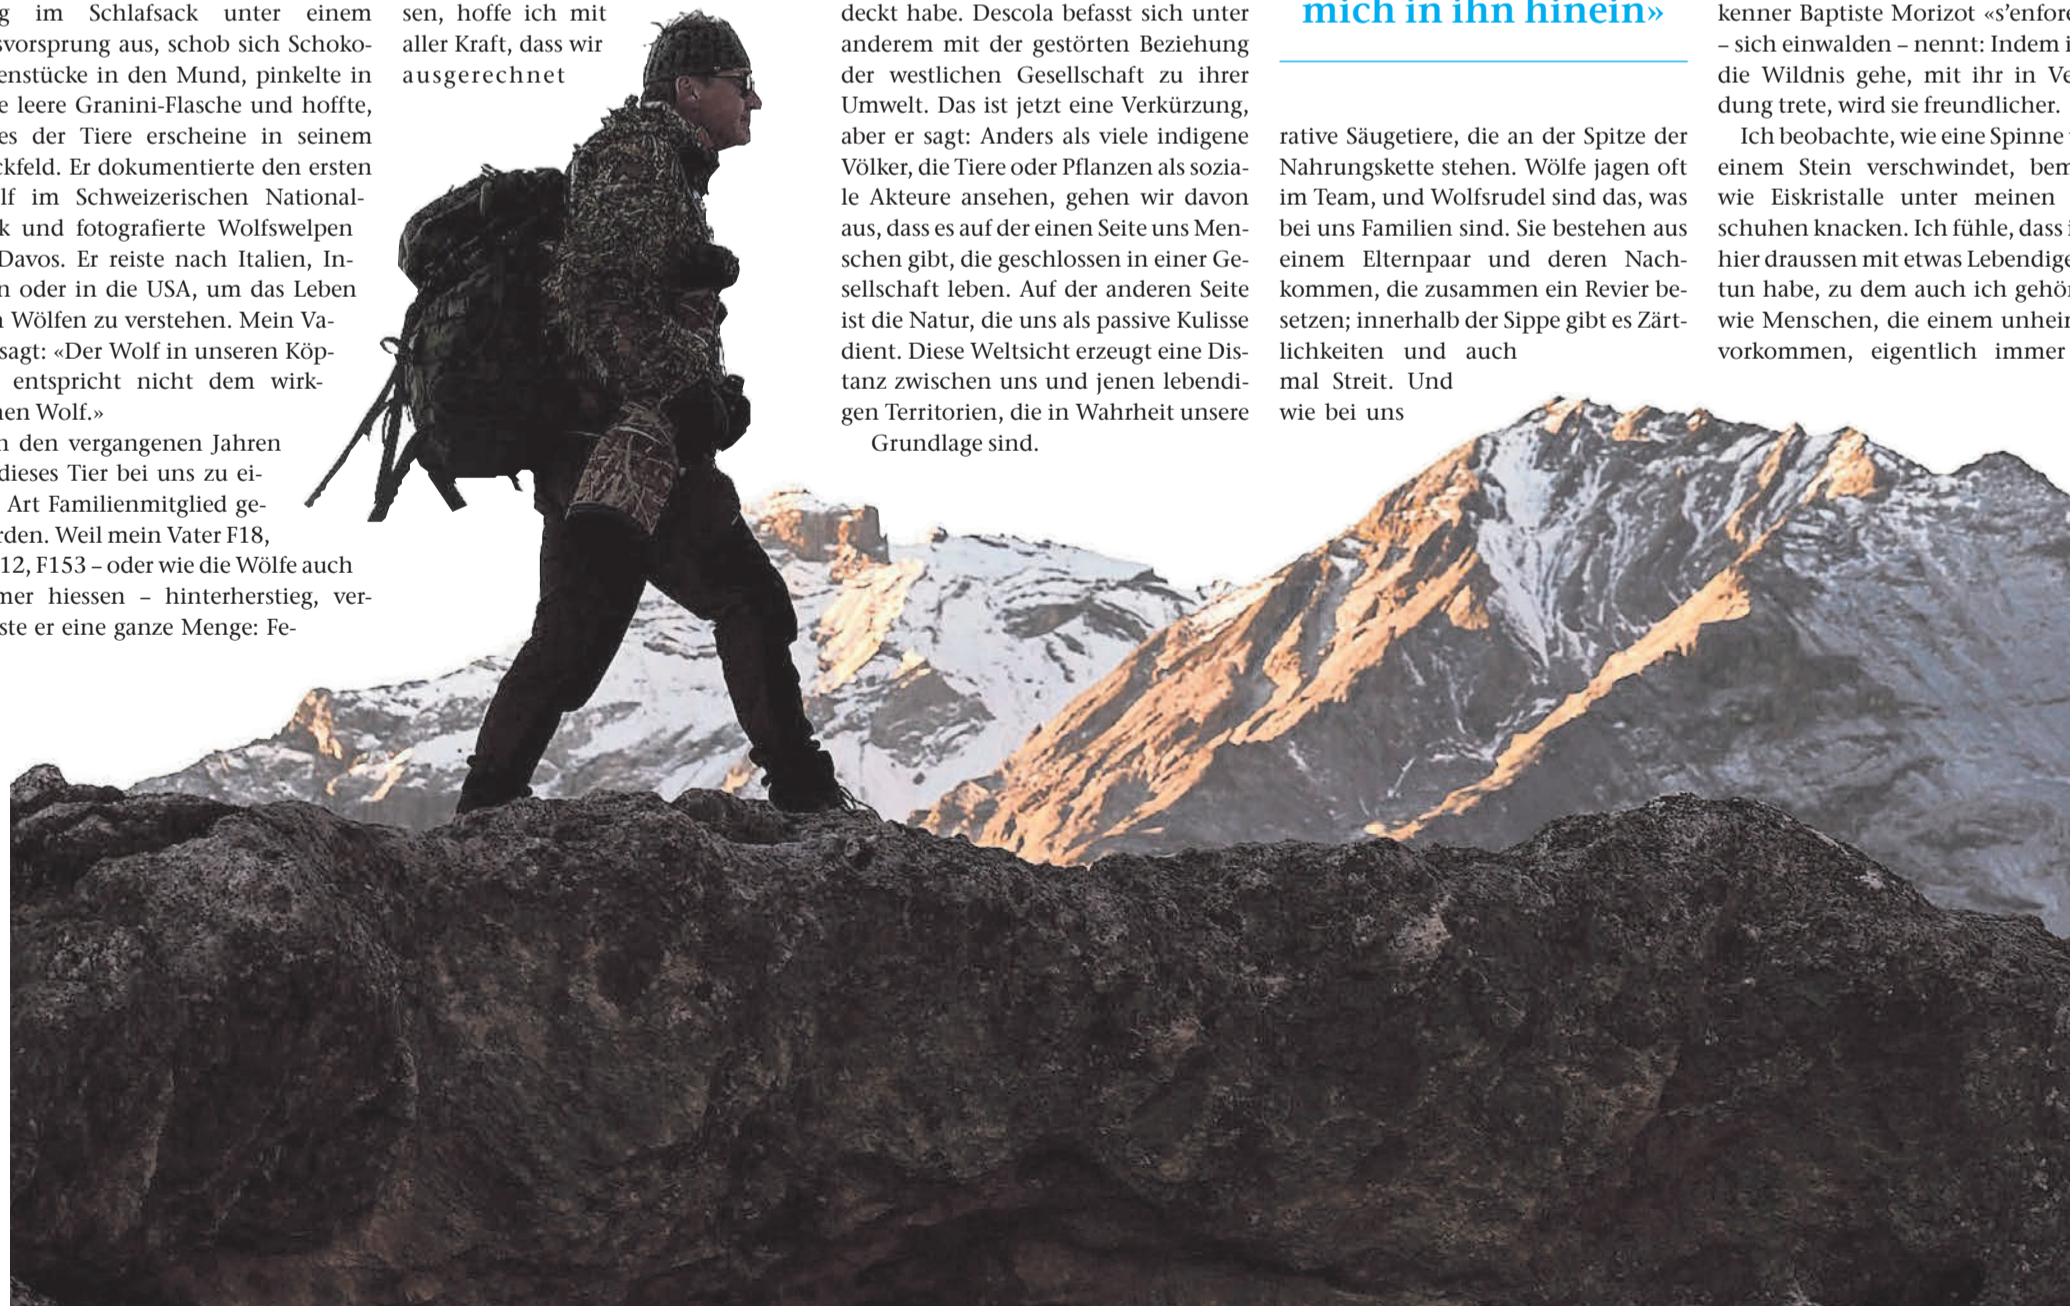 im Schlafsack unter einem
svorsprung aus, schob sich Schoko-
enstücke in den Mund, pinkelte in
e leere Granini-Flasche und hoffte,
es der Tiere erscheine in seinem
ckfeld. Er dokumentierte den ersten
lf im Schweizerischen National-
k und fotografierte Wolfswelpen
Davos. Er reiste nach Italien, In-
n oder in die USA, um das Leben
n Wölfen zu verstehen. Mein Va-
sagt: «Der Wolf in unseren Köp-
entspricht nicht dem wirk-
hen Wolf.»
n den vergangenen Jahren
dieses Tier bei uns zu ei-
Art Familienmitglied ge-
rden. Weil mein Vater F18,
12, F153 – oder wie die Wölfe auch
mer hiessen – hinterherstieg, ver-
ste er eine ganze Menge: Fe-
sen, hoffe ich mit
aller Kraft, dass wir
ausgerechnet
deckt habe. Descola befasst sich unter
anderem mit der gestörten Beziehung
der westlichen Gesellschaft zu ihrer
Umwelt. Das ist jetzt eine Verkürzung,
aber er sagt: Anders als viele indigene
Völker, die Tiere oder Pflanzen als sozia-
le Akteure ansehen, gehen wir davon
aus, dass es auf der einen Seite uns Men-
schen gibt, die geschlossen in einer Ge-
sellschaft leben. Auf der anderen Seite
ist die Natur, die uns als passive Kulisse
dient. Diese Weltsicht erzeugt eine Dis-
tanz zwischen uns und jenen lebendi-
gen Territorien, die in Wahrheit unsere
Grundlage sind.
mich in ihn hinein»
rative Säugetiere, die an der Spitze der
Nahrungskette stehen. Wölfe jagen oft
im Team, und Wolfsrudel sind das, was
bei uns Familien sind. Sie bestehen aus
einem Elternpaar und deren Nach-
kommen, die zusammen ein Revier be-
setzen; innerhalb der Sippe gibt es Zärt-
lichkeiten und auch
mal Streit. Und
wie bei uns
kenner Baptiste Morizot «s'enfore
– sich einwalden – nennt: Indem i
die Wildnis gehe, mit ihr in Ve
dung trete, wird sie freundlicher.
Ich beobachte, wie eine Spinne
einem Stein verschwindet, bem
wie Eiskristalle unter meinen
schuhen knacken. Ich fühle, dass i
hier draussen mit etwas Lebendige
tun habe, zu dem auch ich gehör
wie Menschen, die einem unhein
vorkommen, eigentlich immer